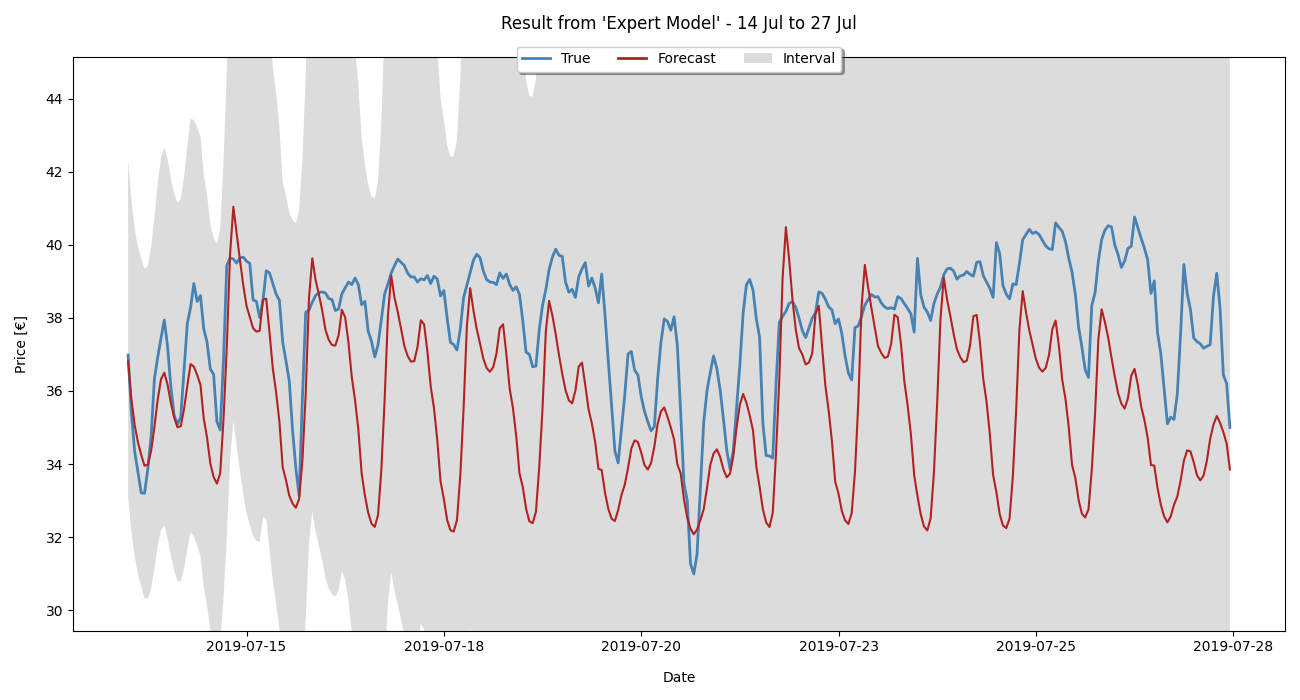 Result from 'Expert Model' - 14 Jul to 27 Jul
True Forecast Interval
44
42
40
38
36
34
32
30
Price [€]
2019-07-15 2019-07-18 2019-07-20 2019-07-23 2019-07-25 2019-07-28
Date